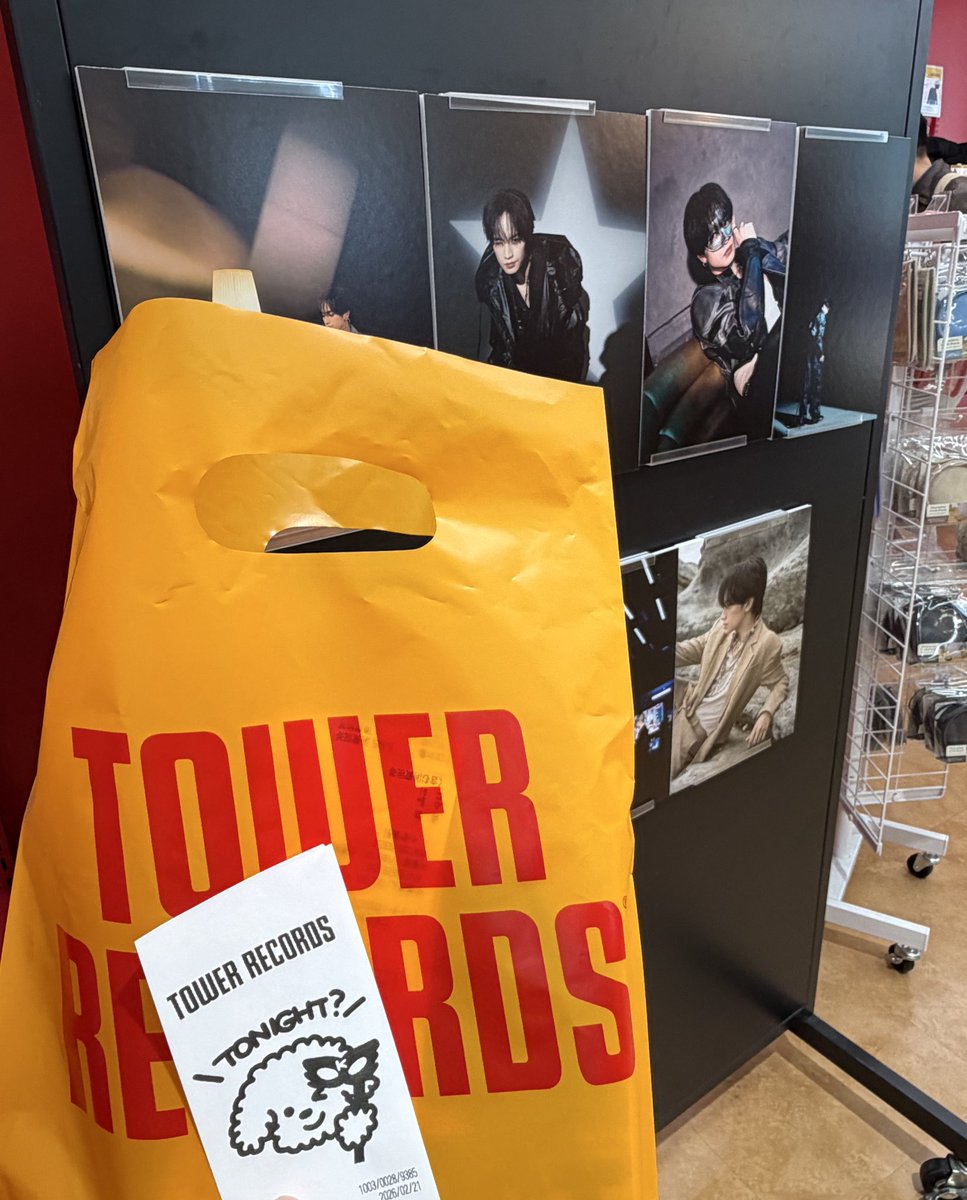 TOWER
RECORDS
TOWER RECORDS
TONIGHT?
1003/0028/9385
2026/02/21